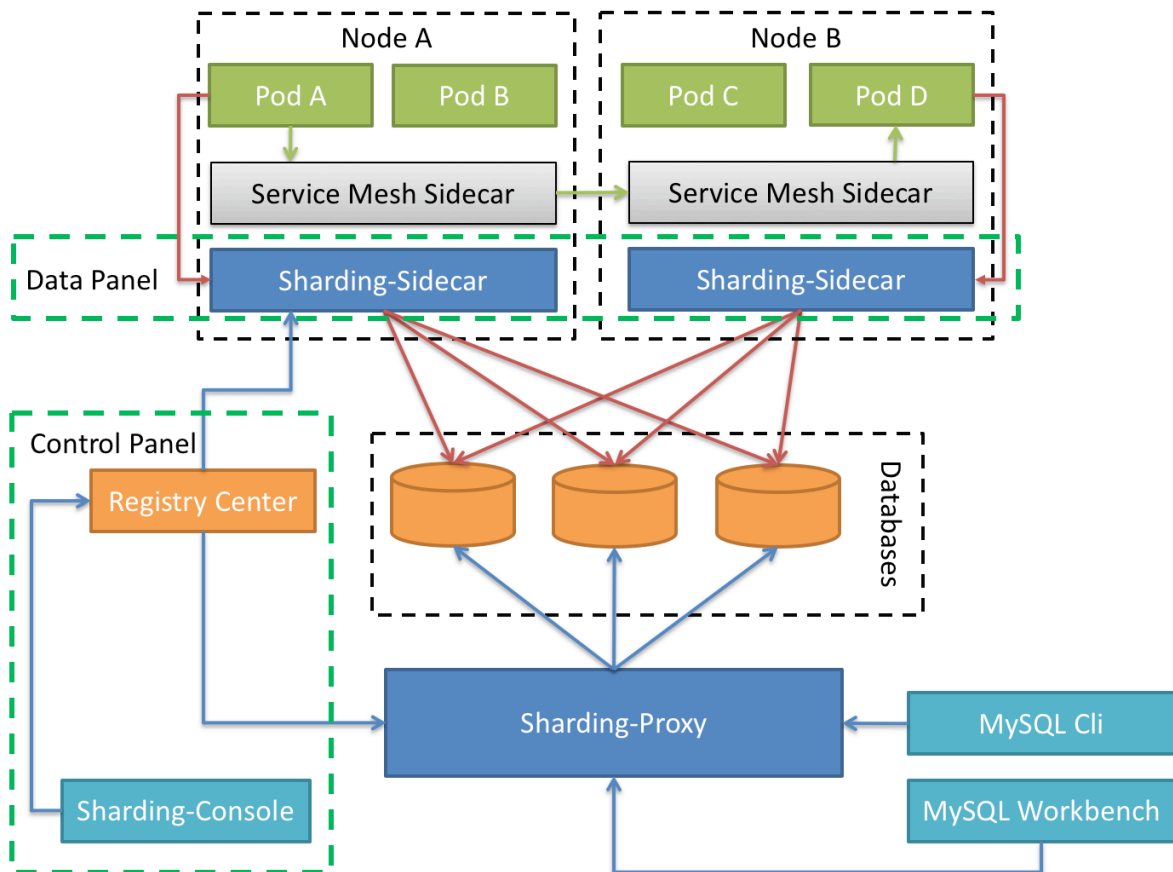 Node A
Node B
Pod A
Pod B
Pod C
Pod D
Service Mesh Sidecar
Service Mesh Sidecar
Data Panel
Sharding-Sidecar
Sharding-Sidecar
Control Panel
Registry Center
Databases
Sharding-Proxy
MySQL Cli
Sharding-Console
MySQL Workbench